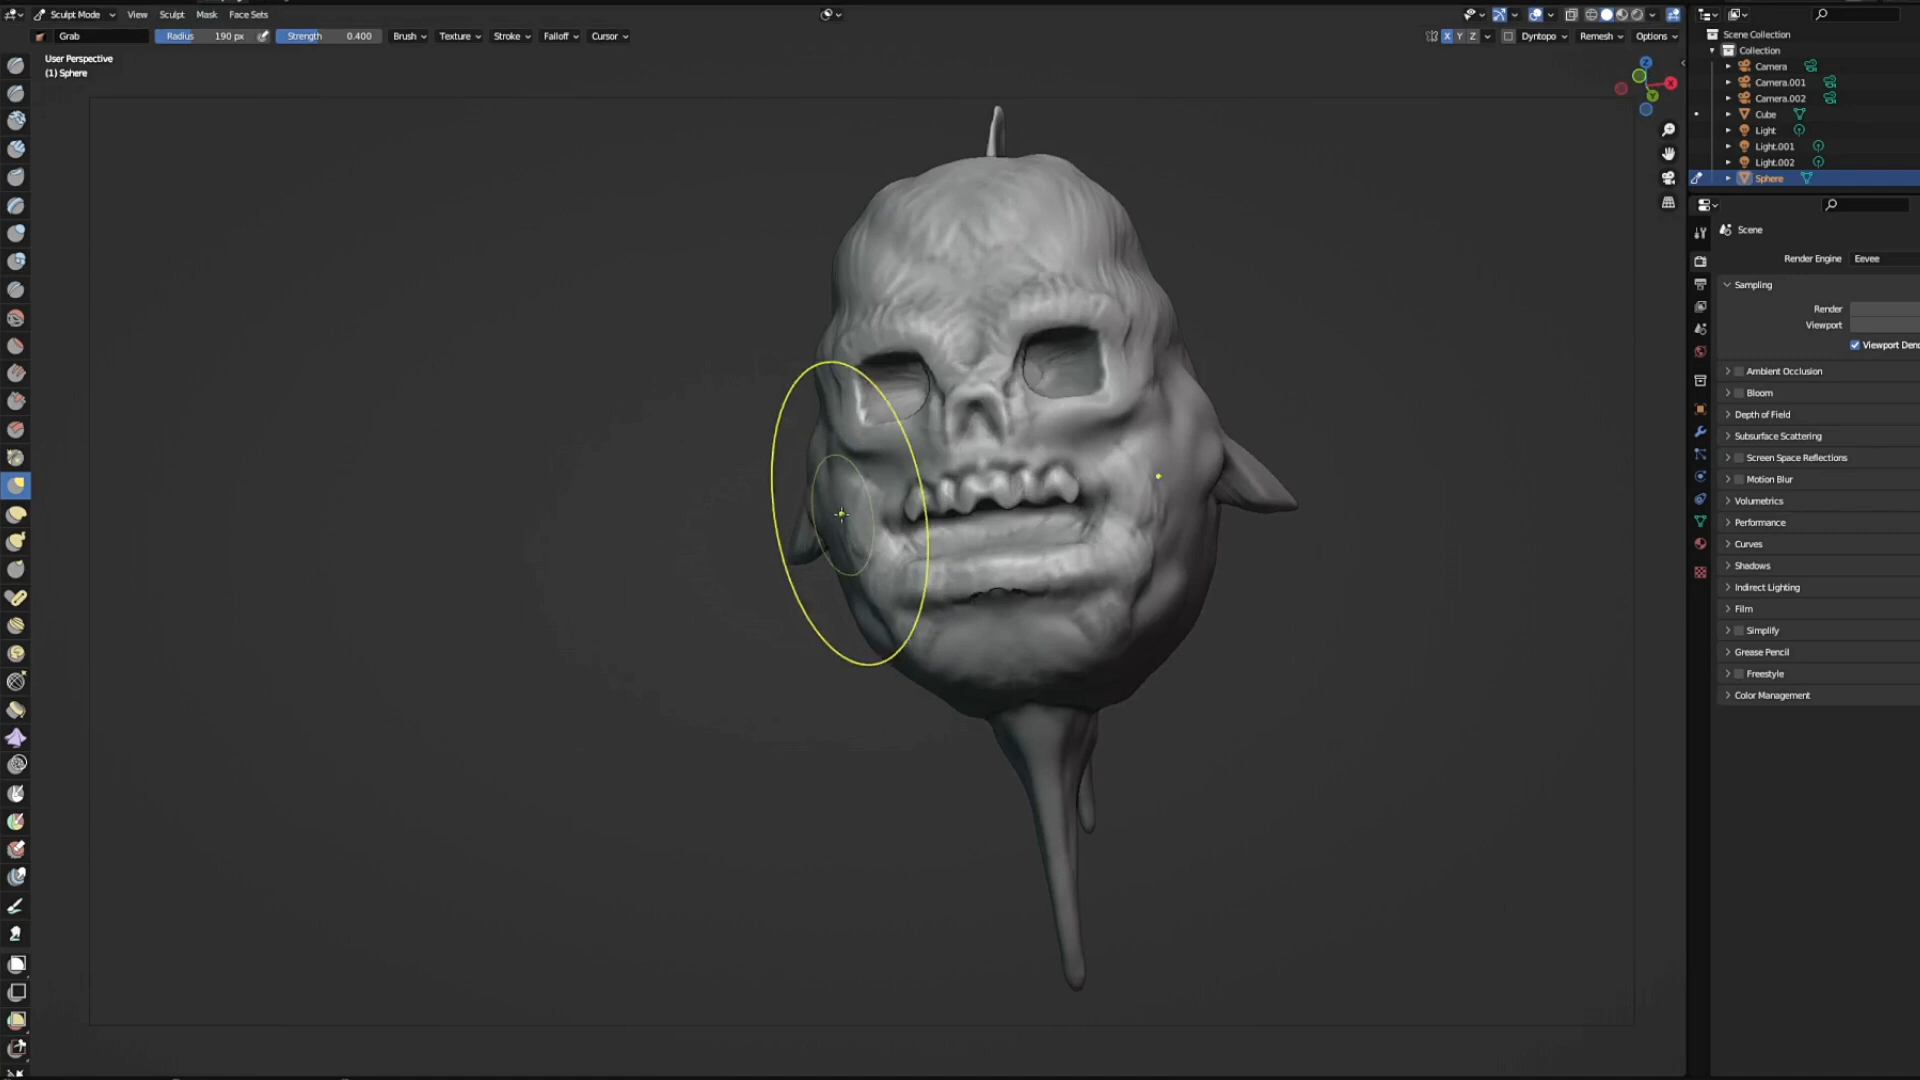 Sculpt Mode View Sculpt Mask Face Sets
Grab Radius 190 px Strength 0.400 Brush Texture Stroke Falloff Cursor X Y Z Dyntopo Remesh Options
User Perspective
(1) Sphere
Z
X
Y
Scene Collection
Collection
Camera
Camera.001
Camera.002
Cube
Light
Light.001
Light.002
Sphere
Scene
Render Engine Eevee
Sampling
Render
Viewport
Viewport Deno
Ambient Occlusion
Bloom
Depth of Field
Subsurface Scattering
Screen Space Reflections
Motion Blur
Volumetrics
Performance
Curves
Shadows
Indirect Lighting
Film
Simplify
Grease Pencil
Freestyle
Color Management